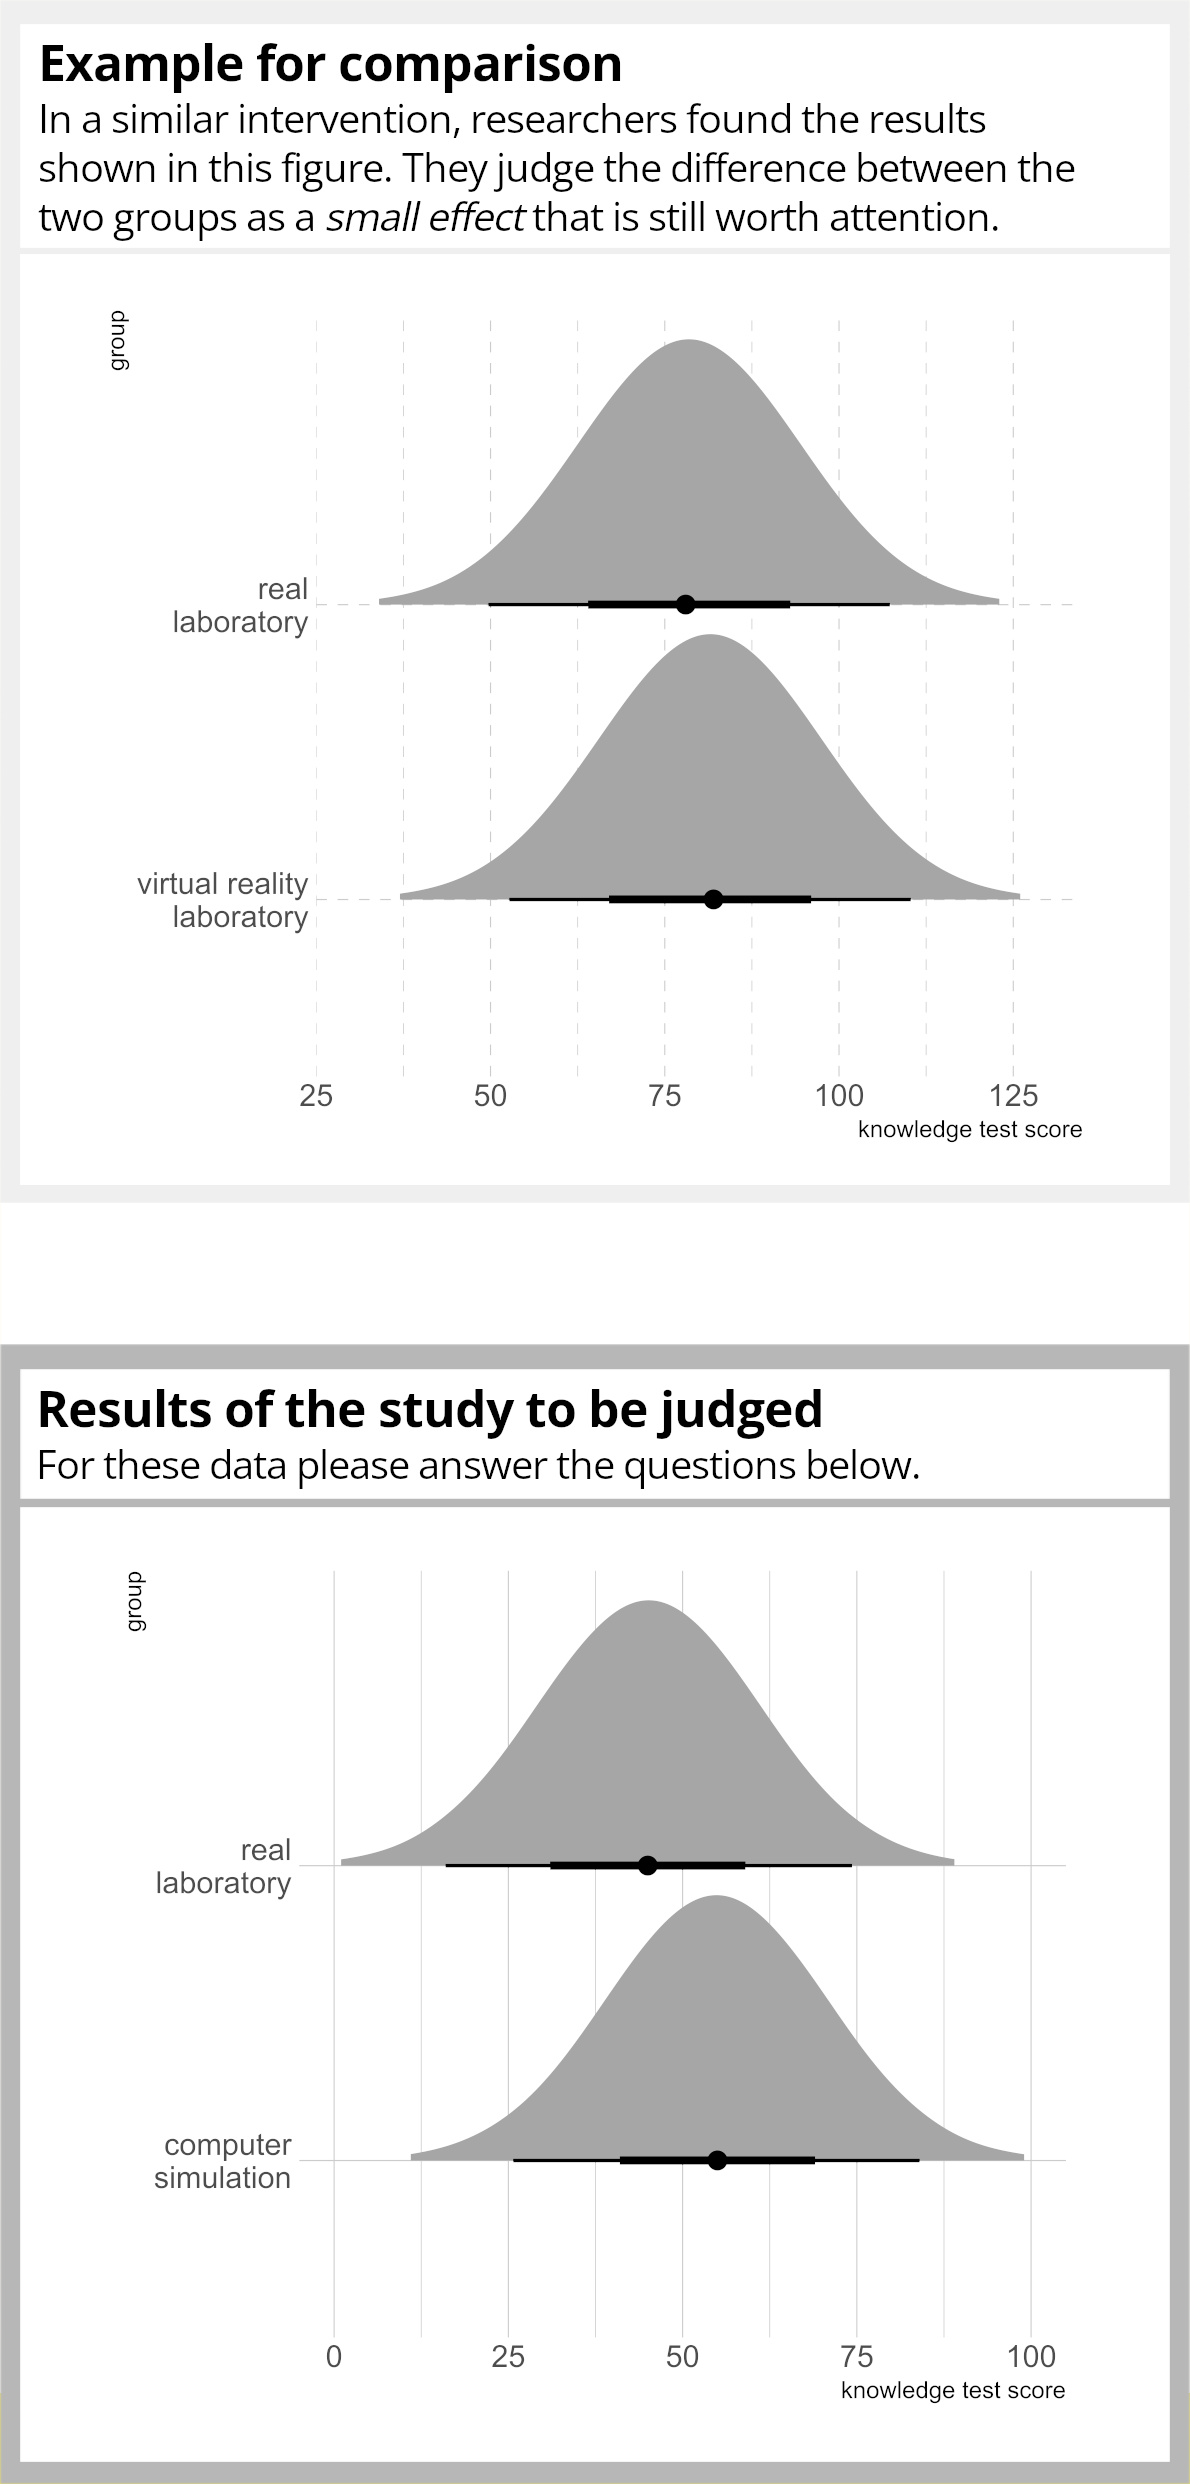 Example for comparison
In a similar intervention, researchers found the results
shown in this figure. They judge the difference between the
two groups as a small effect that is still worth attention.
group
real
laboratory
virtual reality
laboratory
25 50 75 100 125
knowledge test score
Results of the study to be judged
For these data please answer the questions below.
group
real
laboratory
computer
simulation
0 25 50 75 100
knowledge test score